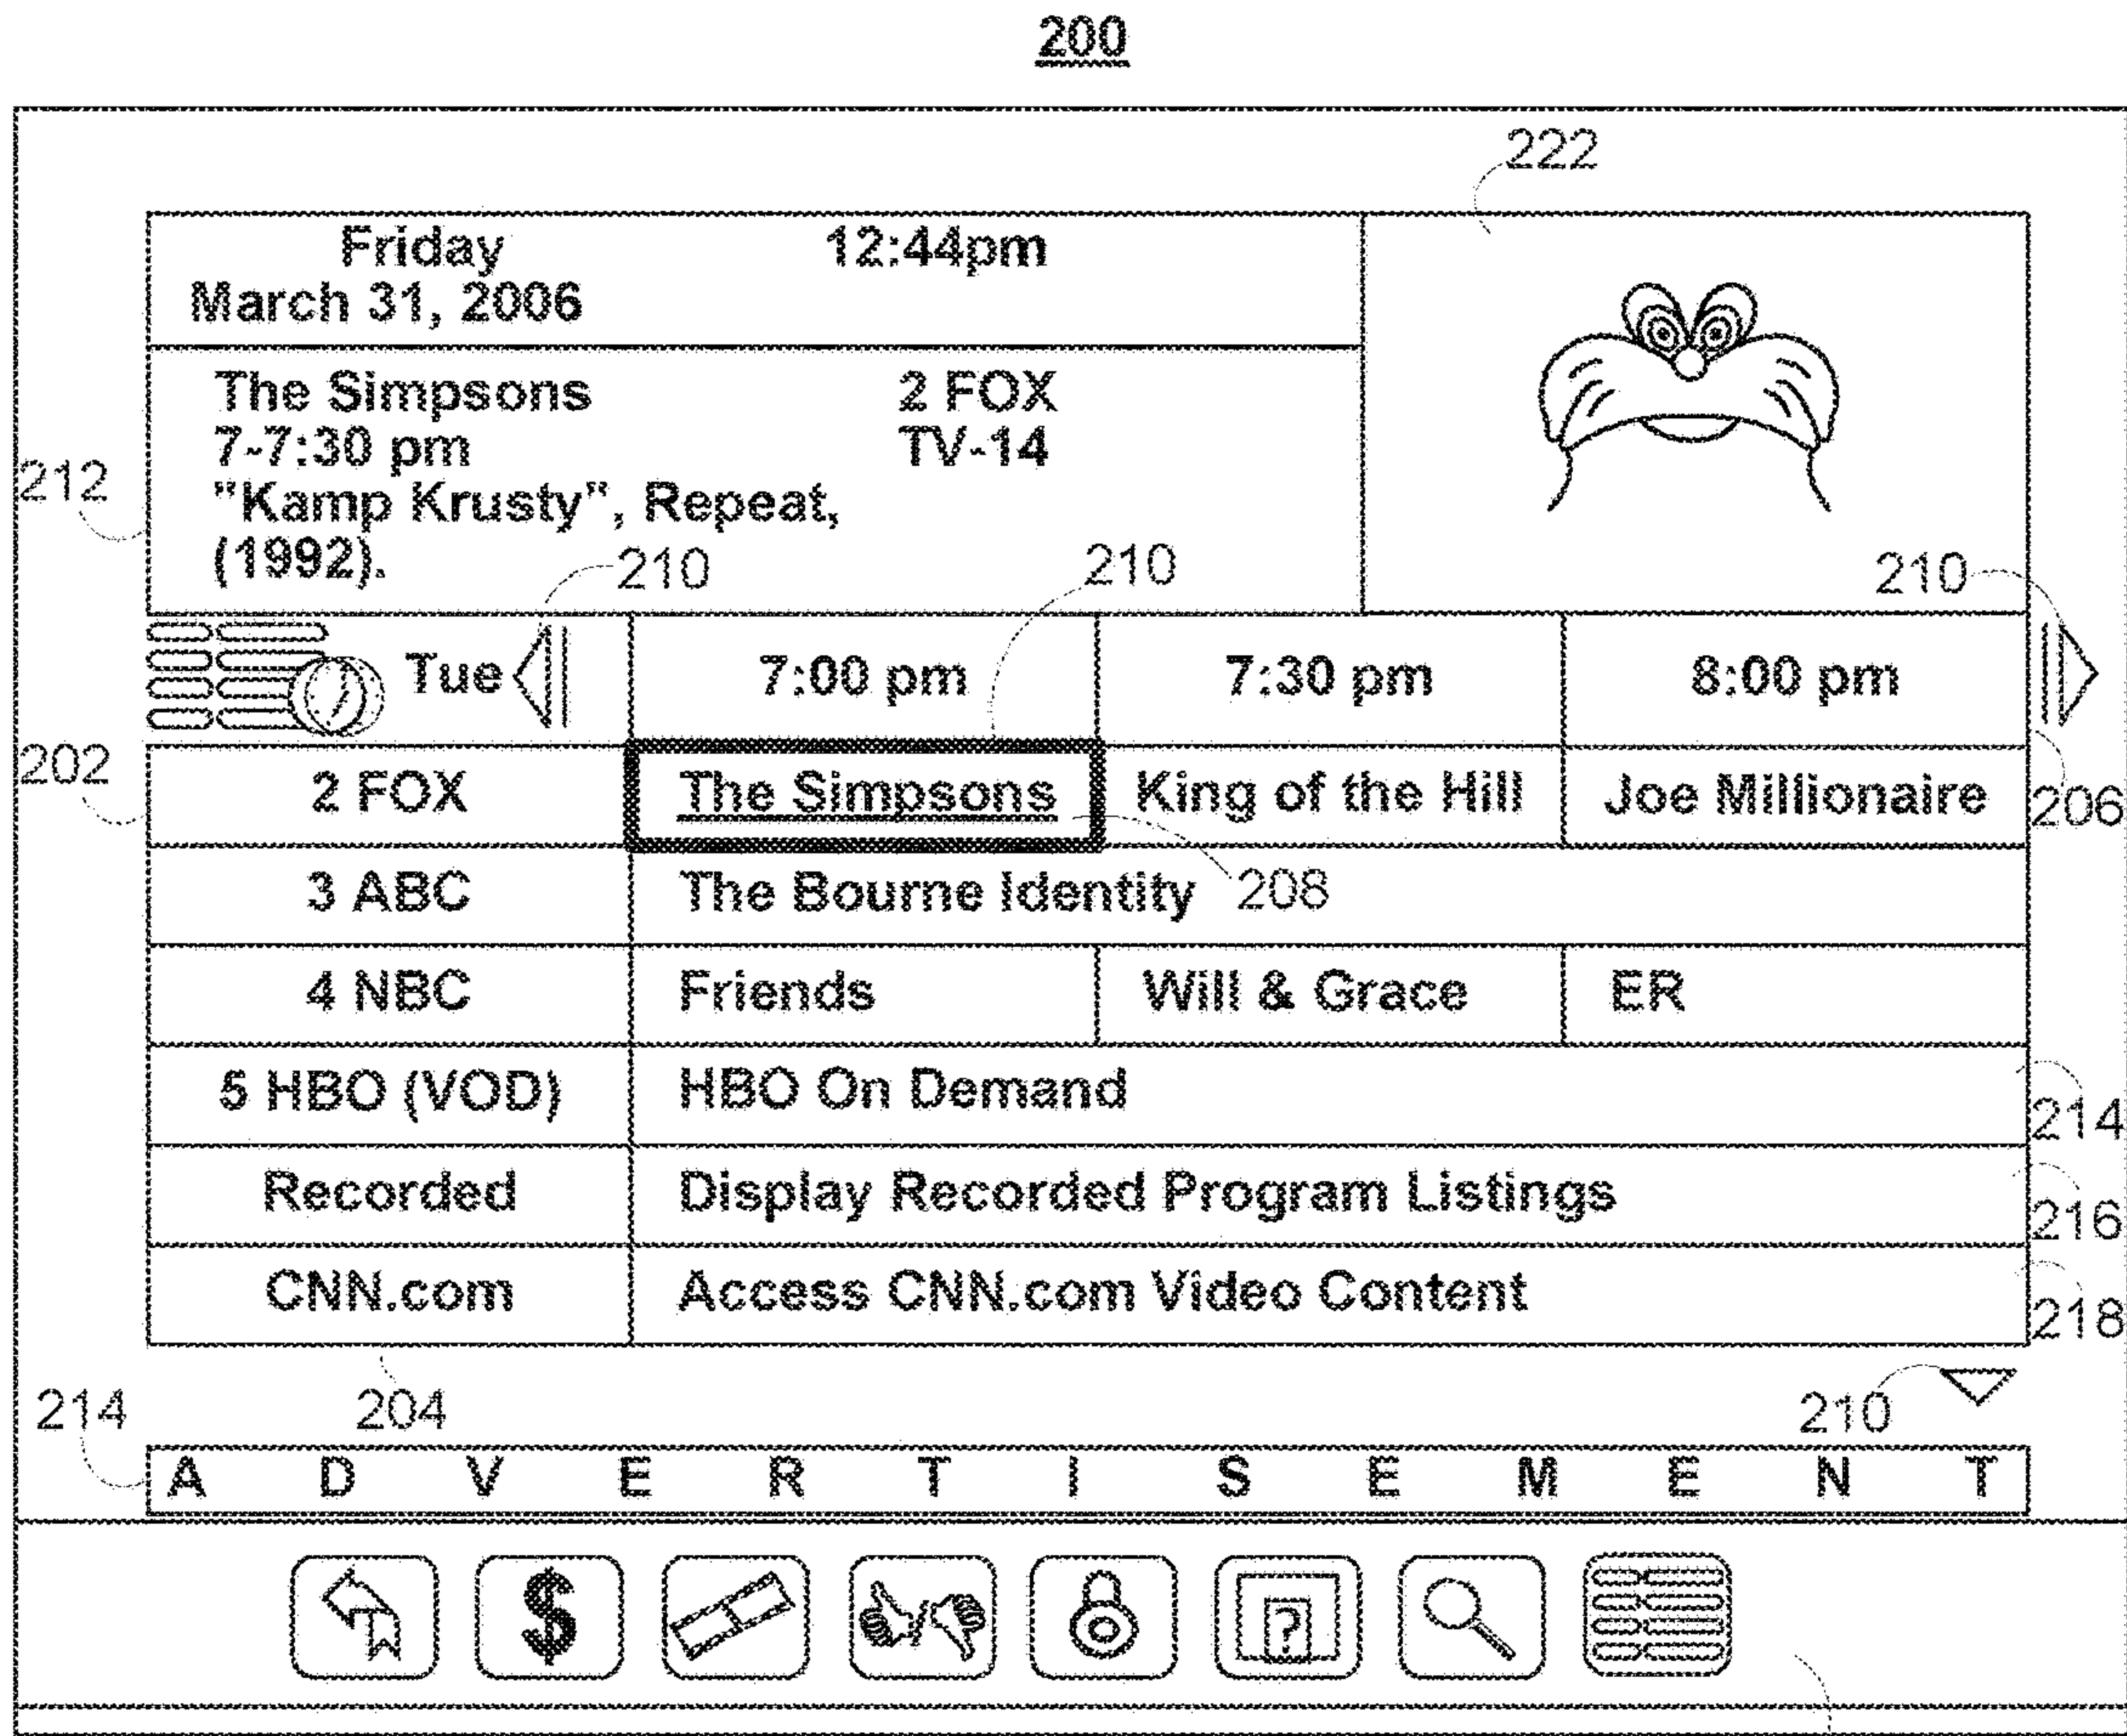 200
222
Friday 12:44pm
March 31, 2006
The Simpsons 2 FOX
7-7:30 pm TV-14
212
"Kamp Krusty", Repeat,
(1992).
210 210 210
Tue 7:00 pm 7:30 pm 8:00 pm
202
2 FOX The Simpsons King of the Hill Joe Millionaire
206
3 ABC The Bourne Identity 208
4 NBC Friends Will & Grace ER
5 HBO (VOD) HBO On Demand
214
Recorded Display Recorded Program Listings
216
CNN.com Access CNN.com Video Content
218
214 204 210
A D V E R T I S E M E N T
$ ?